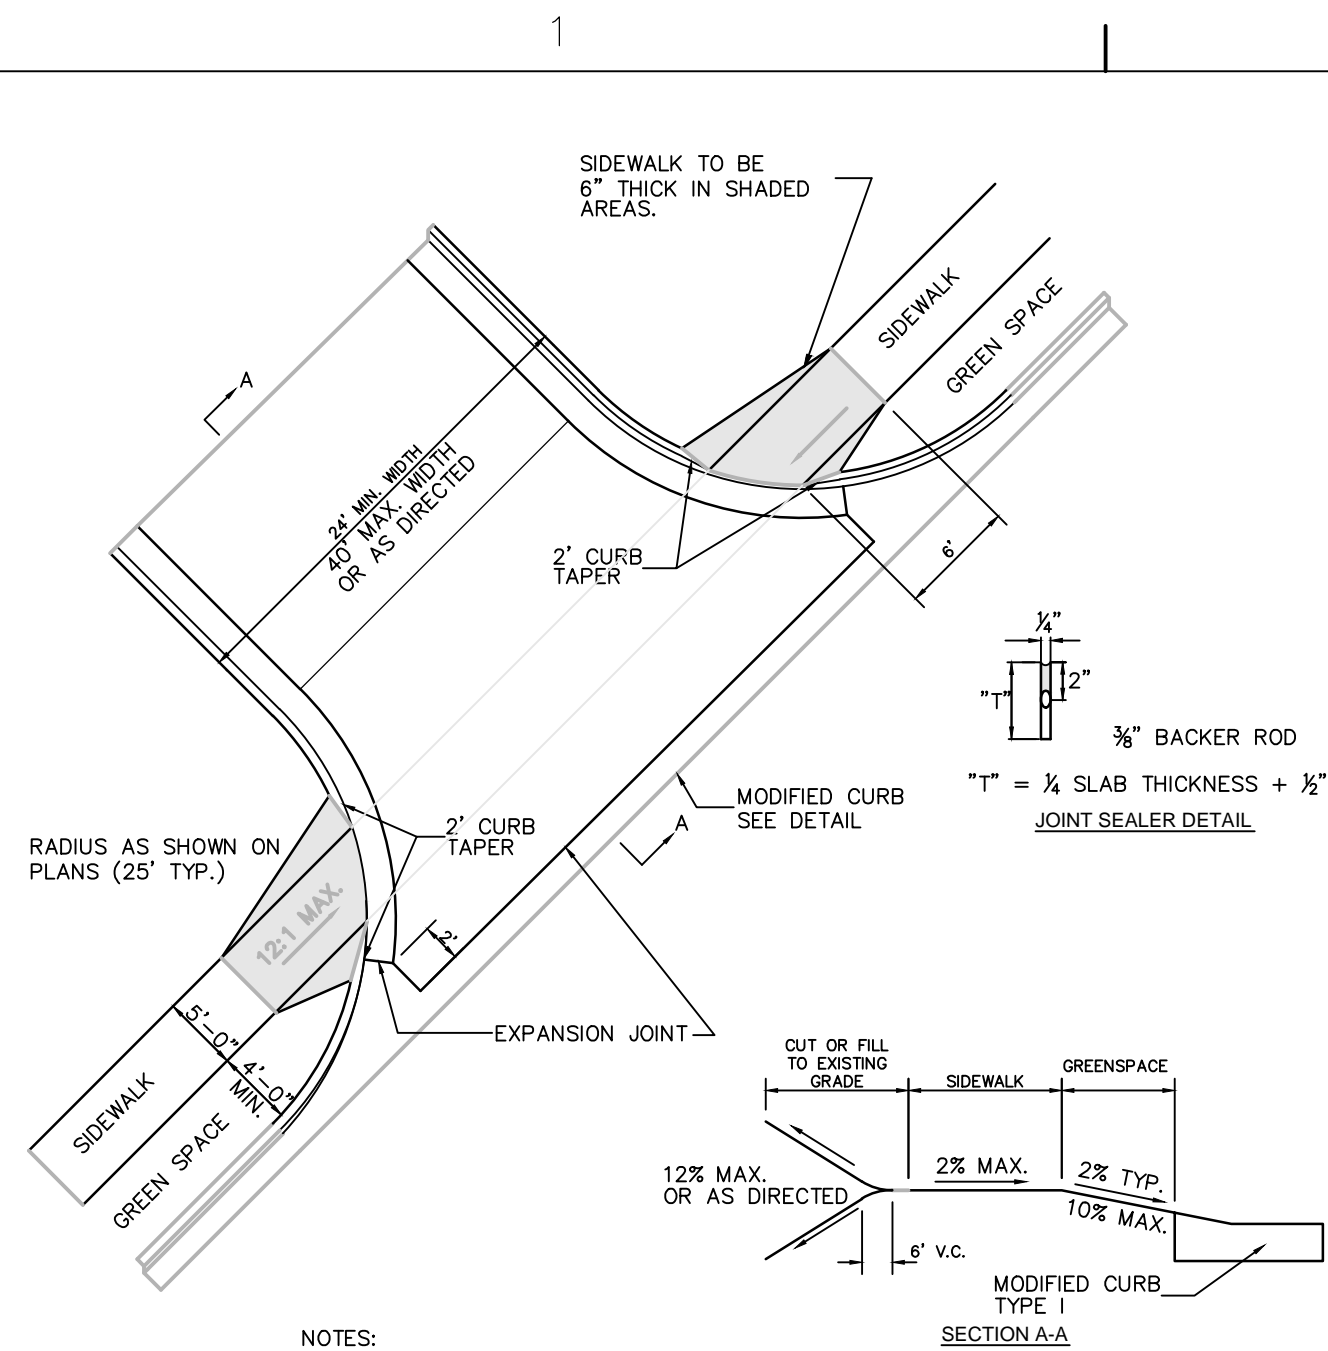 1
SIDEWALK TO BE
6" THICK IN SHADED
AREAS.
SIDEWALK
GREEN SPACE
A
24' MIN. WIDTH
40' MAX. WIDTH
OR AS DIRECTED
2' CURB
TAPER
6'
1/4"
"T"
2"
3/8" BACKER ROD
"T" = 1/4 SLAB THICKNESS + 1/2"
JOINT SEALER DETAIL
MODIFIED CURB
SEE DETAIL
A
2' CURB
TAPER
RADIUS AS SHOWN ON
PLANS (25' TYP.)
12:1 MAX.
2'
EXPANSION JOINT
5'-0"
4'-0"
MIN.
SIDEWALK
GREEN SPACE
CUT OR FILL
TO EXISTING
GRADE
SIDEWALK
GREENSPACE
12% MAX.
OR AS DIRECTED
2% MAX.
2% TYP.
10% MAX.
6' V.C.
MODIFIED CURB
TYPE I
SECTION A-A
NOTES: